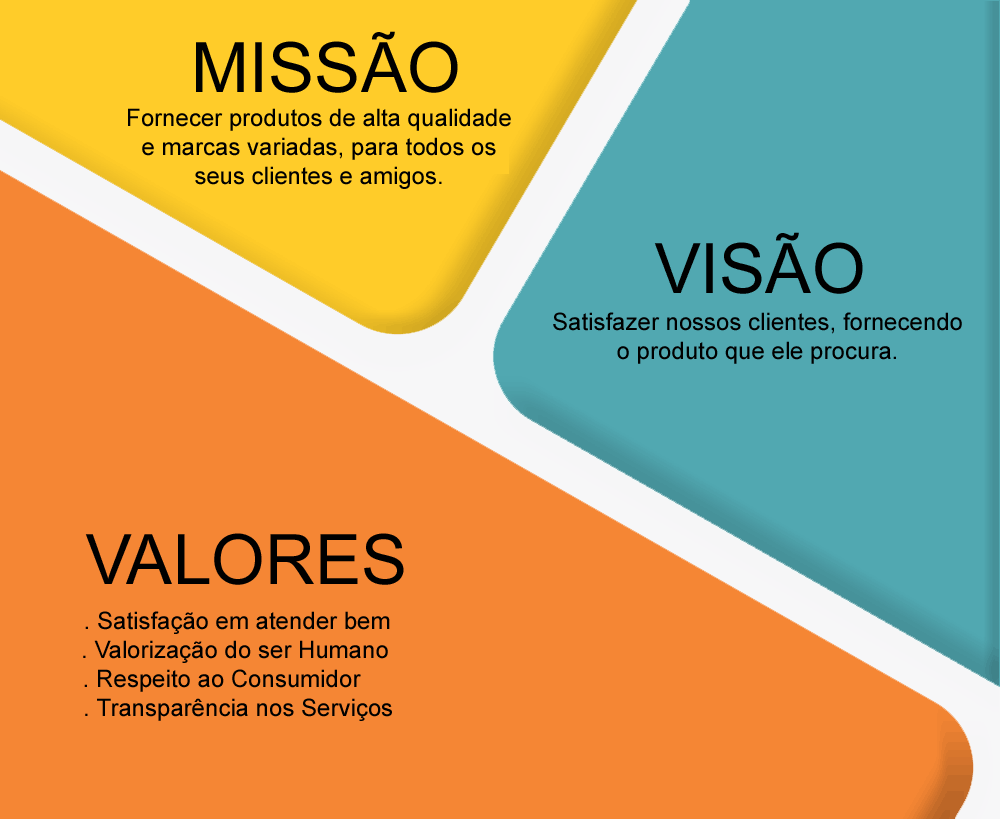 MISSÃO
Fornecer produtos de alta qualidade
e marcas variadas, para todos os
seus clientes e amigos.
VISÃO
Satisfazer nossos clientes, fornecendo
o produto que ele procura.
VALORES
. Satisfação em atender bem
. Valorização do ser Humano
. Respeito ao Consumidor
. Transparência nos Serviços